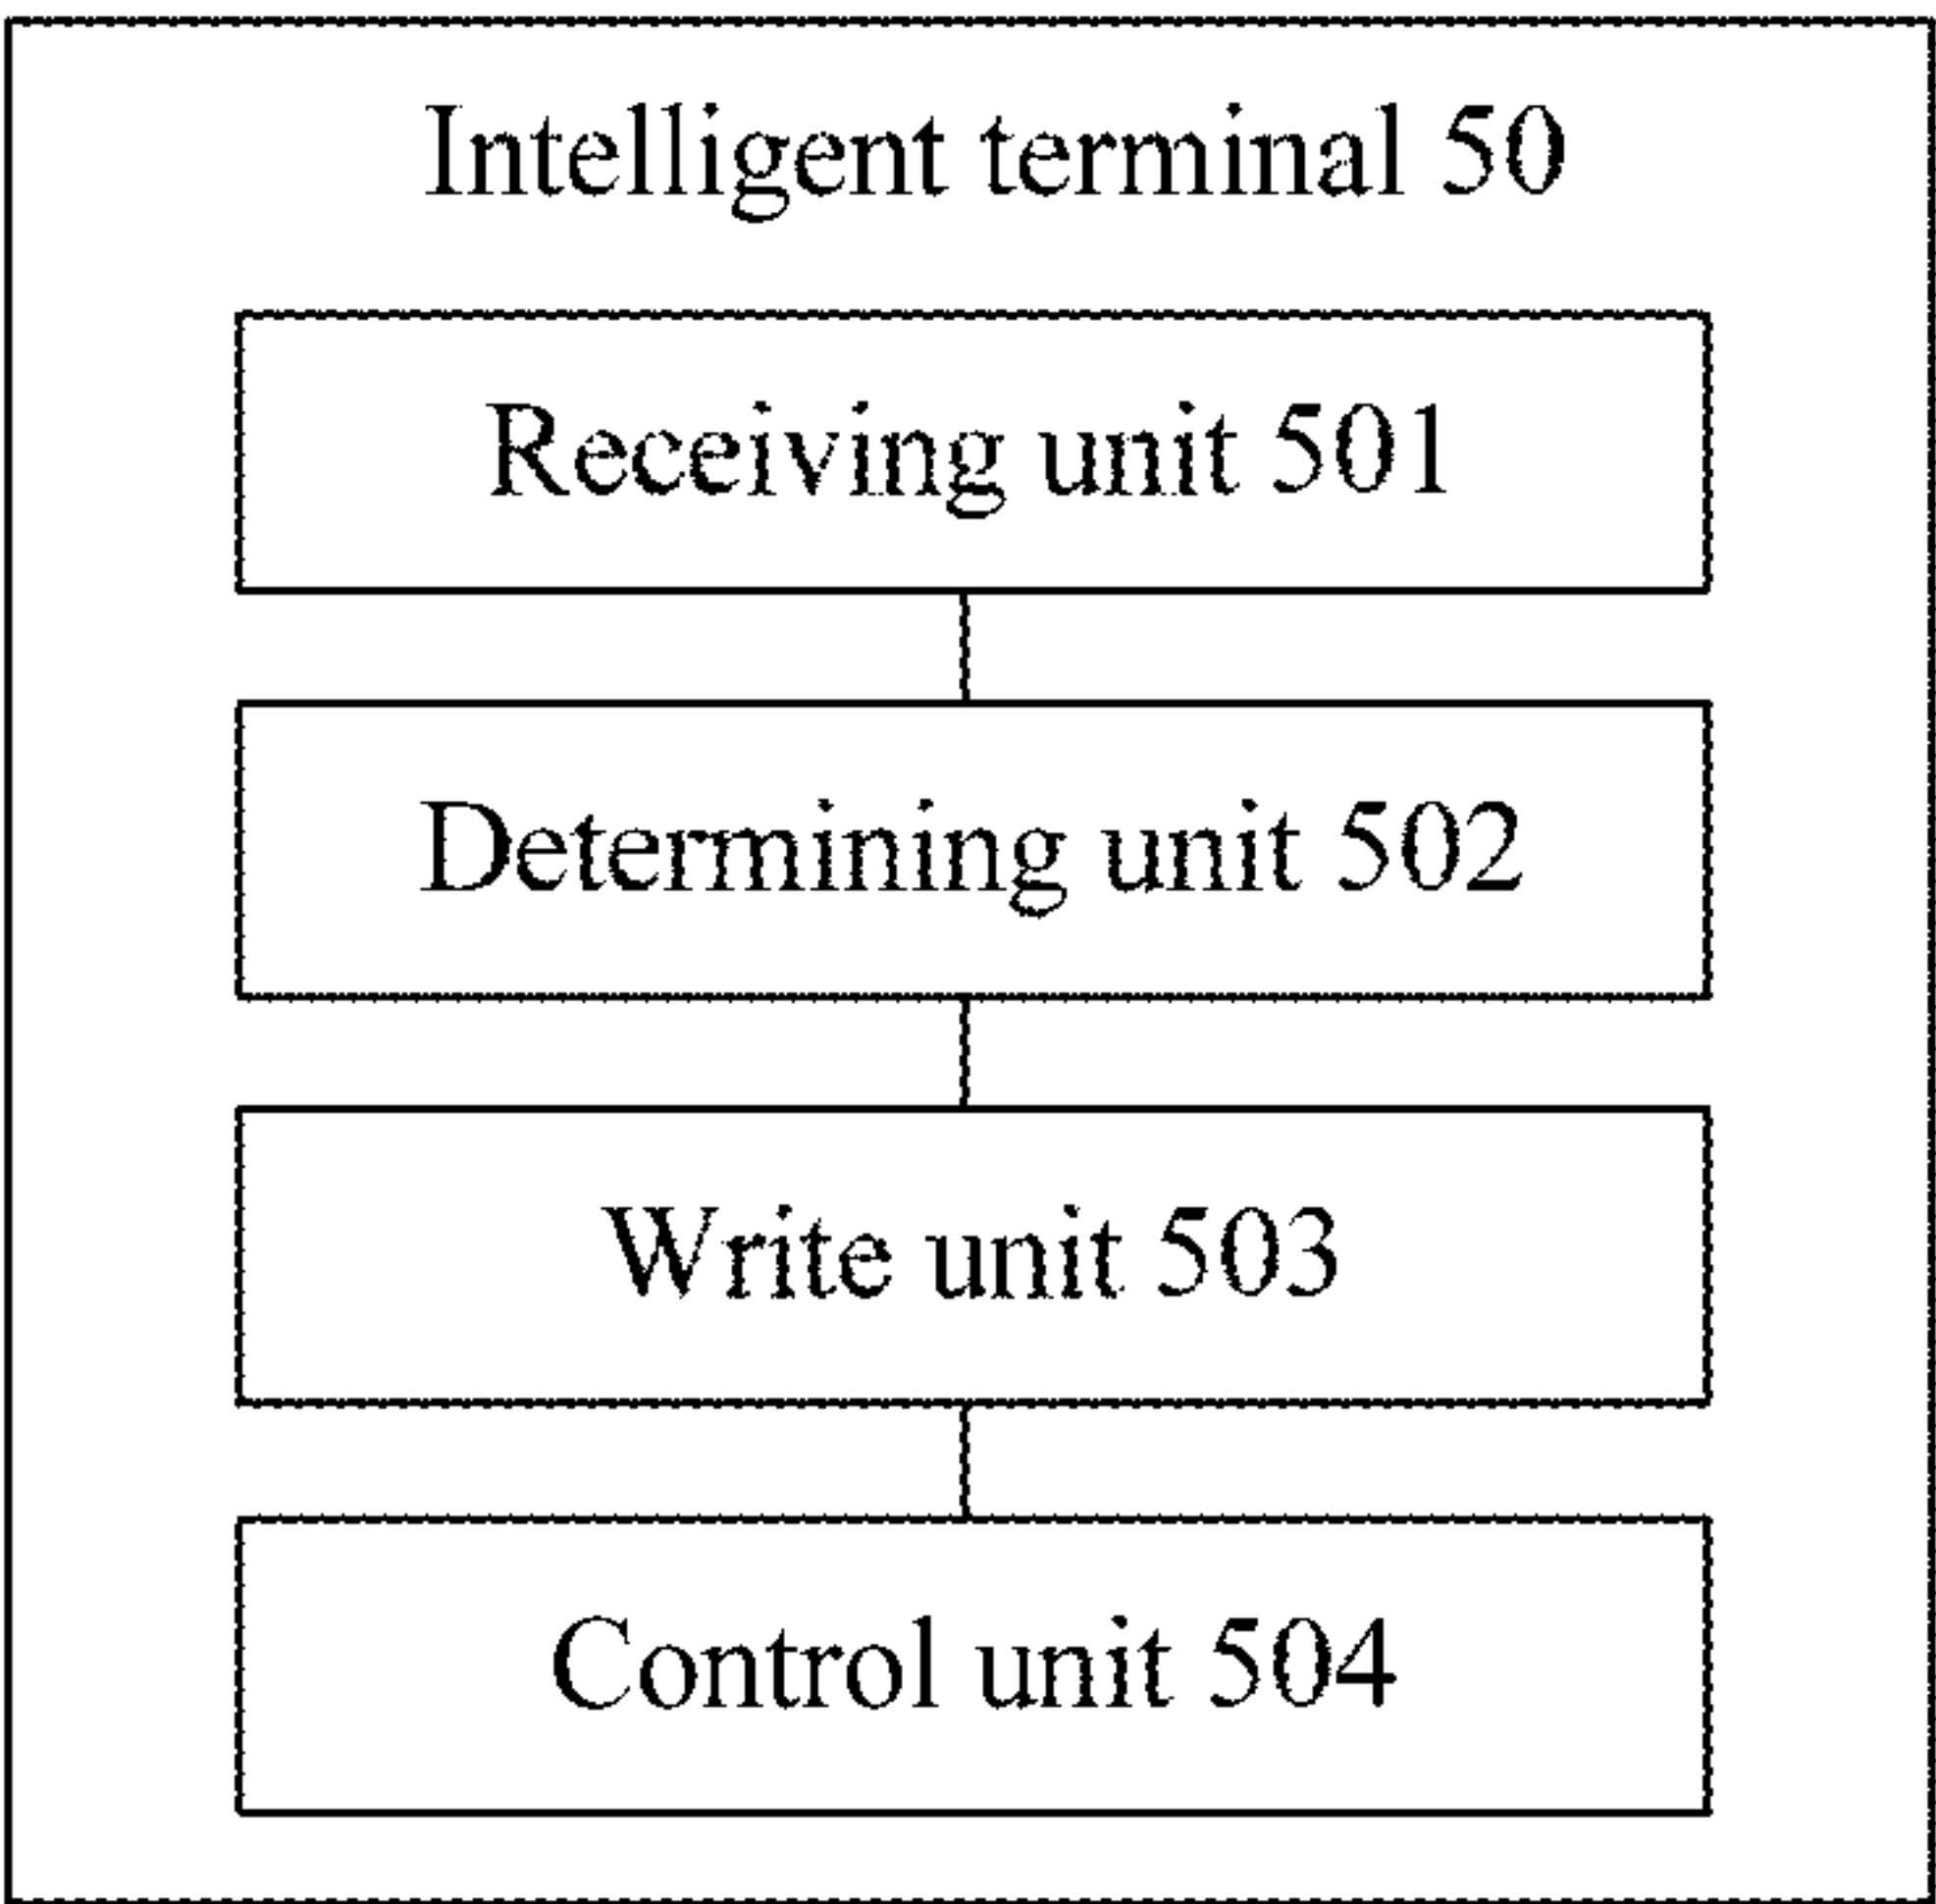 Intelligent terminal 50
Receiving unit 501
Determining unit 502
Write unit 503
Control unit 504